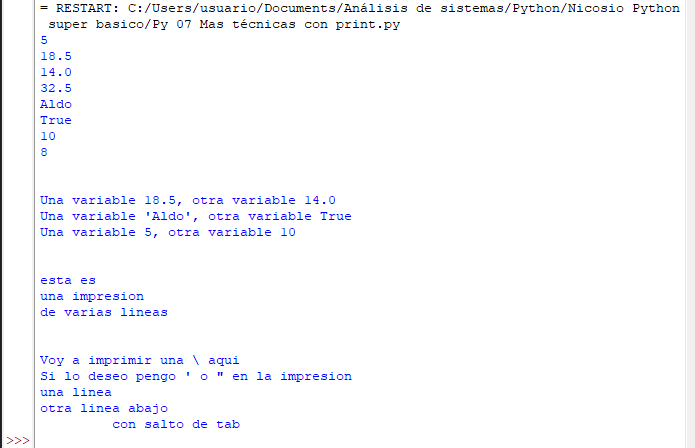 = RESTART: C:/Users/usuario/Documents/Análisis de sistemas/Python/Nicosio Python
super basico/Py 07 Mas técnicas con print.py
5
18.5
14.0
32.5
Aldo
True
10
8
Una variable 18.5, otra variable 14.0
Una variable 'Aldo', otra variable True
Una variable 5, otra variable 10
esta es
una impresion
de varias lineas
Voy a imprimir una \ aqui
Si lo deseo pengo ' o " en la impresion
una linea
otra linea abajo
con salto de tab
>>>